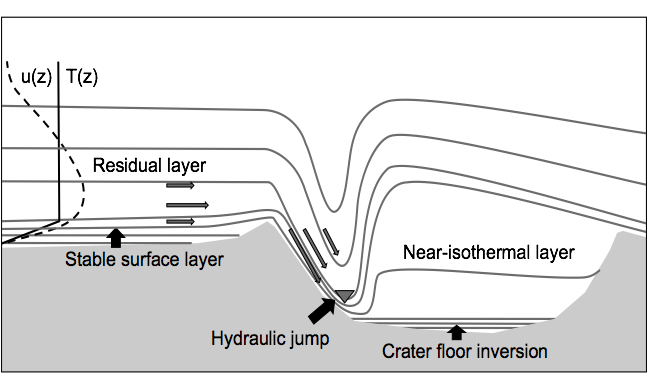 u(z) T(z)
Residual layer
Stable surface layer
Near-isothermal layer
Hydraulic jump
Crater floor inversion